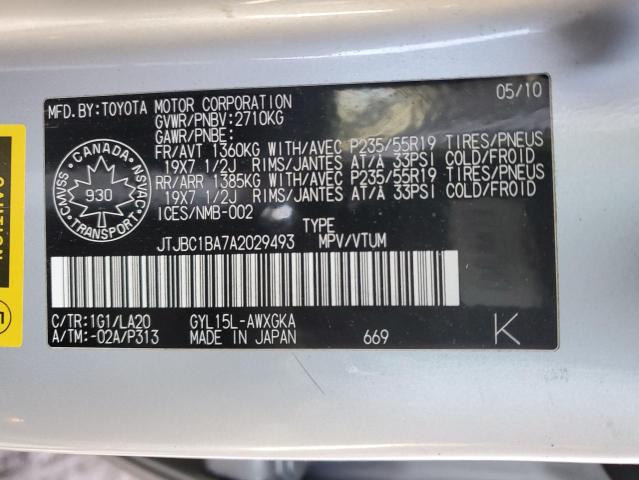 MFD.BY:TOYOTA MOTOR CORPORATION 05/10
GVWR/PNBV:2710KG
GAWR/PNBE:
FR/AVT 1360KG WITH/AVEC P235/55R19 TIRES/PNEUS
19X7 1/2J RIMS/JANTES AT/A 33PSI COLD/FROID
RR/ARR 1385KG WITH/AVEC P235/55R19 TIRES/PNEUS
19X7 1/2J RIMS/JANTES AT/A 33PSI COLD/FROID
ICES/NMB-002
CANADA
CMVSS
NSVAC
930
TRANSPORT
TYPE
JTJBC1BA7A2029493 MPV/VTUM
C/TR:1G1/LA20 GYL15L-AWXGKA
A/TM:-02A/P313 MADE IN JAPAN 669 K
CAUTION